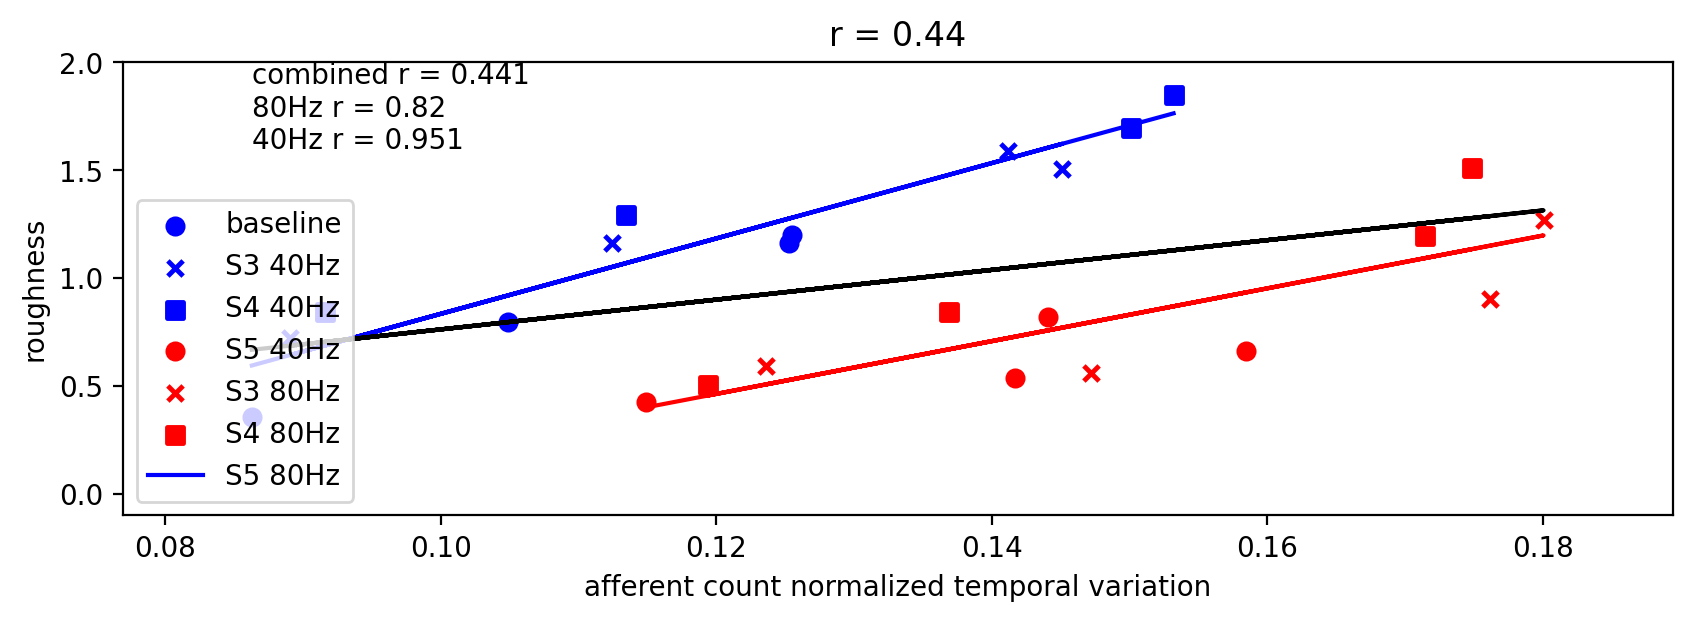 r = 0.44
combined r = 0.441
80Hz r = 0.82
40Hz r = 0.951
roughness
2.0
1.5
1.0
0.5
0.0
baseline
S3 40Hz
S4 40Hz
S5 40Hz
S3 80Hz
S4 80Hz
S5 80Hz
0.08 0.10 0.12 0.14 0.16 0.18
afferent count normalized temporal variation